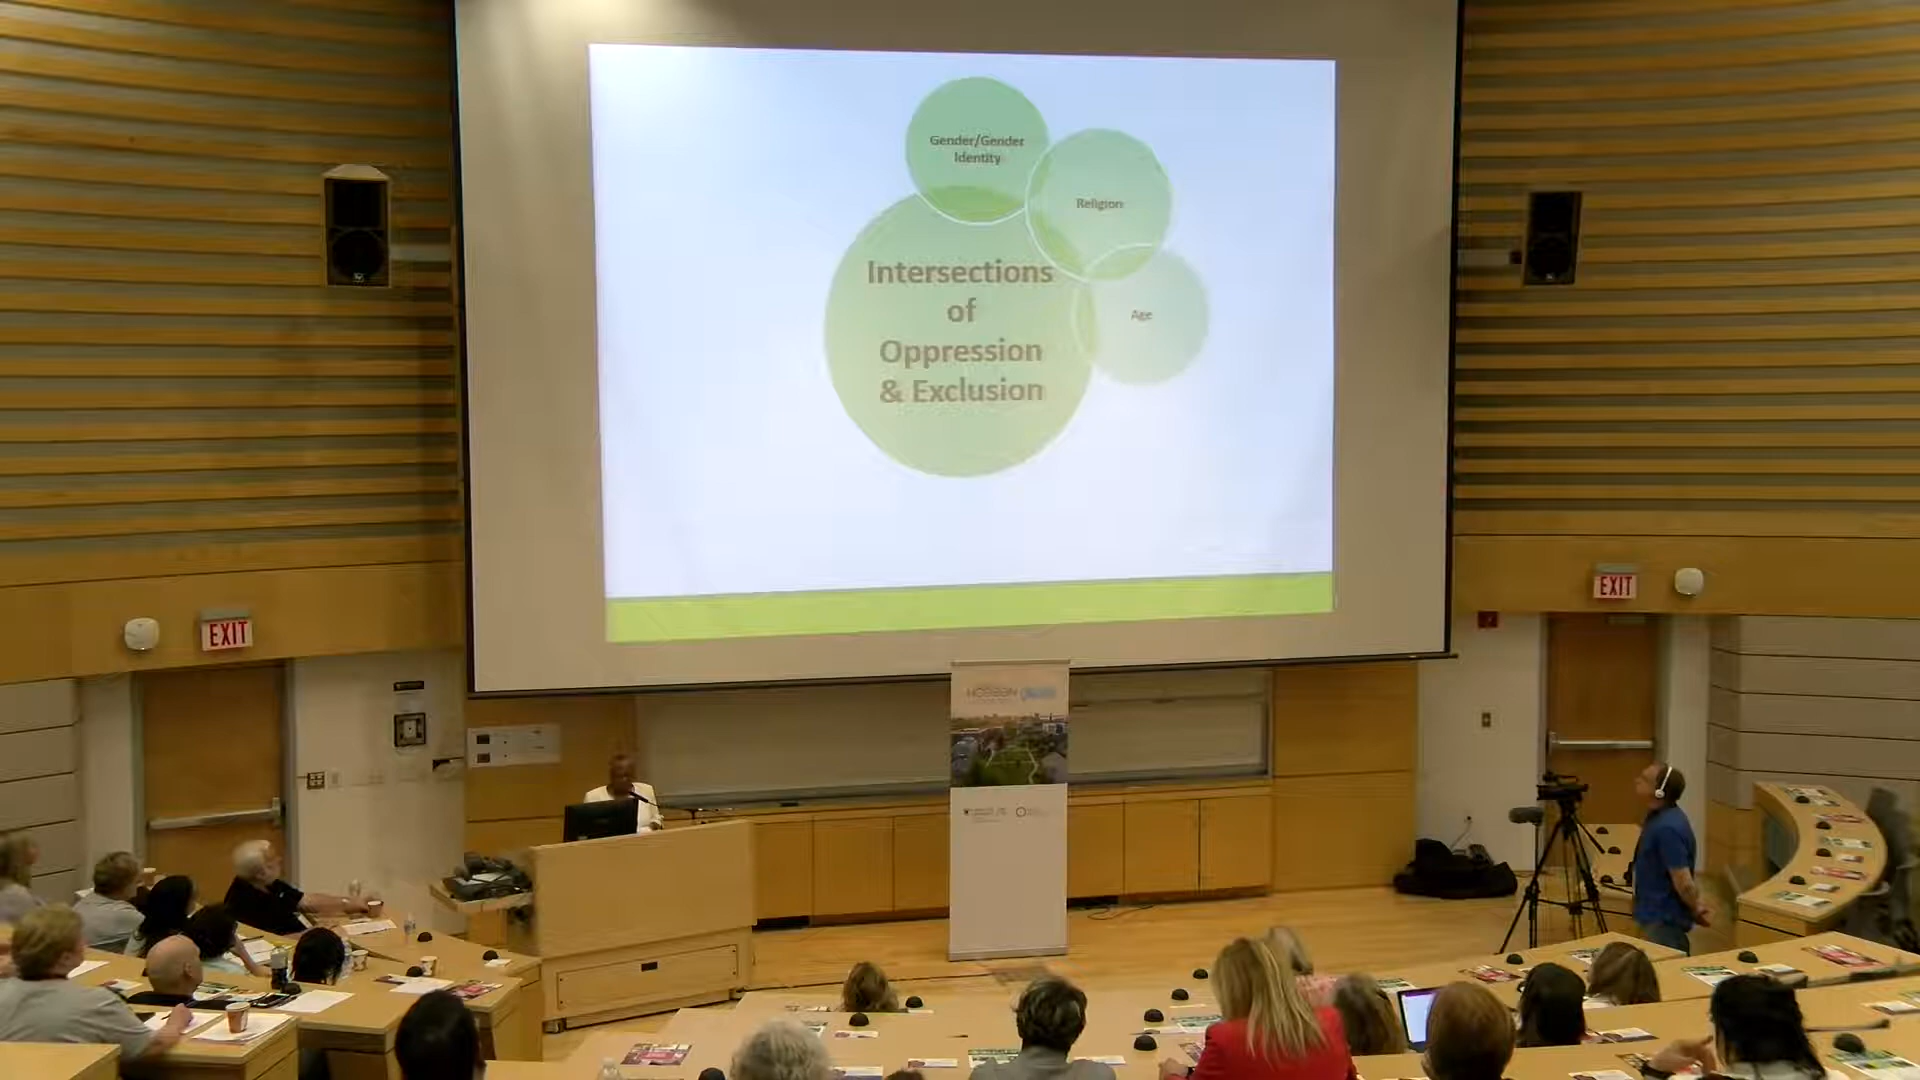 Gender/Gender
Identity
Religion
Age
Intersections
of
Oppression
& Exclusion
EXIT
EXIT